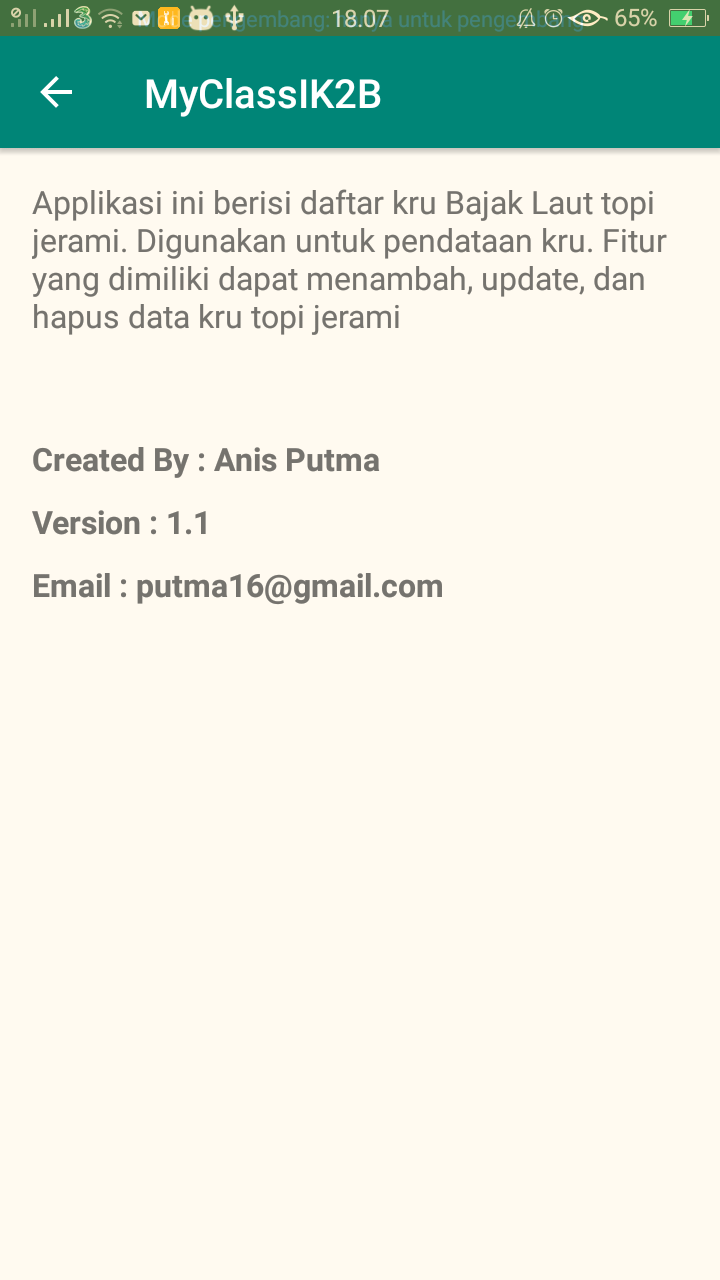 18.07 65%
MyClassIK2B
Applikasi ini berisi daftar kru Bajak Laut topi
jerami. Digunakan untuk pendataan kru. Fitur
yang dimiliki dapat menambah, update, dan
hapus data kru topi jerami
Created By : Anis Putma
Version : 1.1
Email : putma16@gmail.com